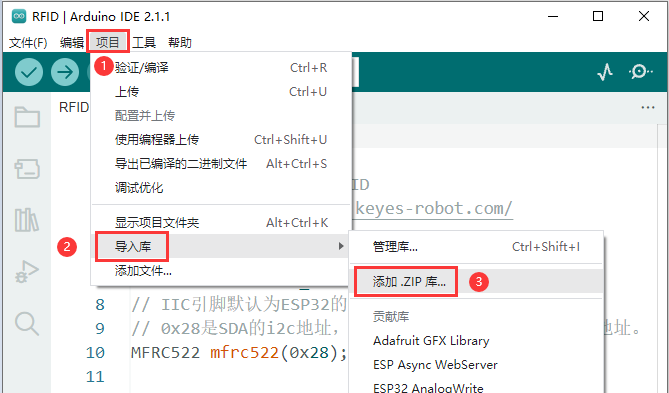 RFID | Arduino IDE 2.1.1
文件(F) 编辑 项目 工具 帮助
1
验证/编译 Ctrl+R
上传 Ctrl+U
RFID
配置并上传
使用编程器上传 Ctrl+Shift+U
导出已编译的二进制文件 Alt+Ctrl+S
调试优化
ID
keyes-robot.com/
显示项目文件夹 Alt+Ctrl+K
2
导入库
管理库... Ctrl+Shift+I
添加文件...
添加 .ZIP 库...
3
8 // IIC引脚默认为ESP32的
贡献库
9 // 0x28是SDA的i2c地址,
地址。
10 MFRC522 mfrc522(0x28);
Adafruit GFX Library
ESP Async WebServer
11
ESP32 AnalogWrite